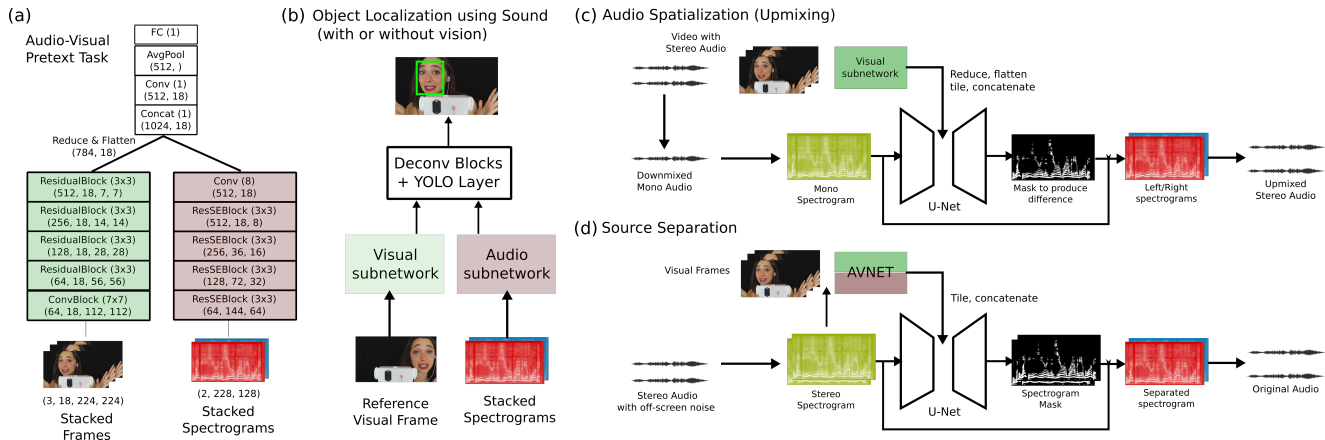 (a)
Audio-Visual
Pretext Task
FC (1)
AvgPool
(512, )
Conv (1)
(512, 18)
Concat (1)
(1024, 18)
Reduce & Flatten
(784, 18)
ResidualBlock (3x3)
(512, 18, 7, 7)
ResidualBlock (3x3)
(256, 18, 14, 14)
ResidualBlock (3x3)
(128, 18, 28, 28)
ResidualBlock (3x3)
(64, 18, 56, 56)
ConvBlock (7x7)
(64, 18, 112, 112)
Conv (8)
(512, 18)
ResSEBlock (3x3)
(512, 18, 8)
ResSEBlock (3x3)
(256, 36, 16)
ResSEBlock (3x3)
(128, 72, 32)
ResSEBlock (3x3)
(64, 144, 64)
(3, 18, 224, 224)
Stacked
Frames
(2, 228, 128)
Stacked
Spectrograms
(b) Object Localization using Sound
(with or without vision)
Deconv Blocks
+ YOLO Layer
Visual
subnetwork
Audio
subnetwork
Reference
Visual Frame
Stacked
Spectrograms
(c) Audio Spatialization (Upmixing)
Video with
Stereo Audio
Visual
subnetwork
Reduce, flatten
tile, concatenate
Downmixed
Mono Audio
Mono
Spectrogram
U-Net
Mask to produce
difference
Left/Right
spectrograms
Upmixed
Stereo Audio
(d) Source Separation
Visual Frames
AVNET
Tile, concatenate
Stereo Audio
with off-screen noise
Stereo
Spectrogram
U-Net
Spectrogram
Mask
Separated
spectrogram
Original Audio